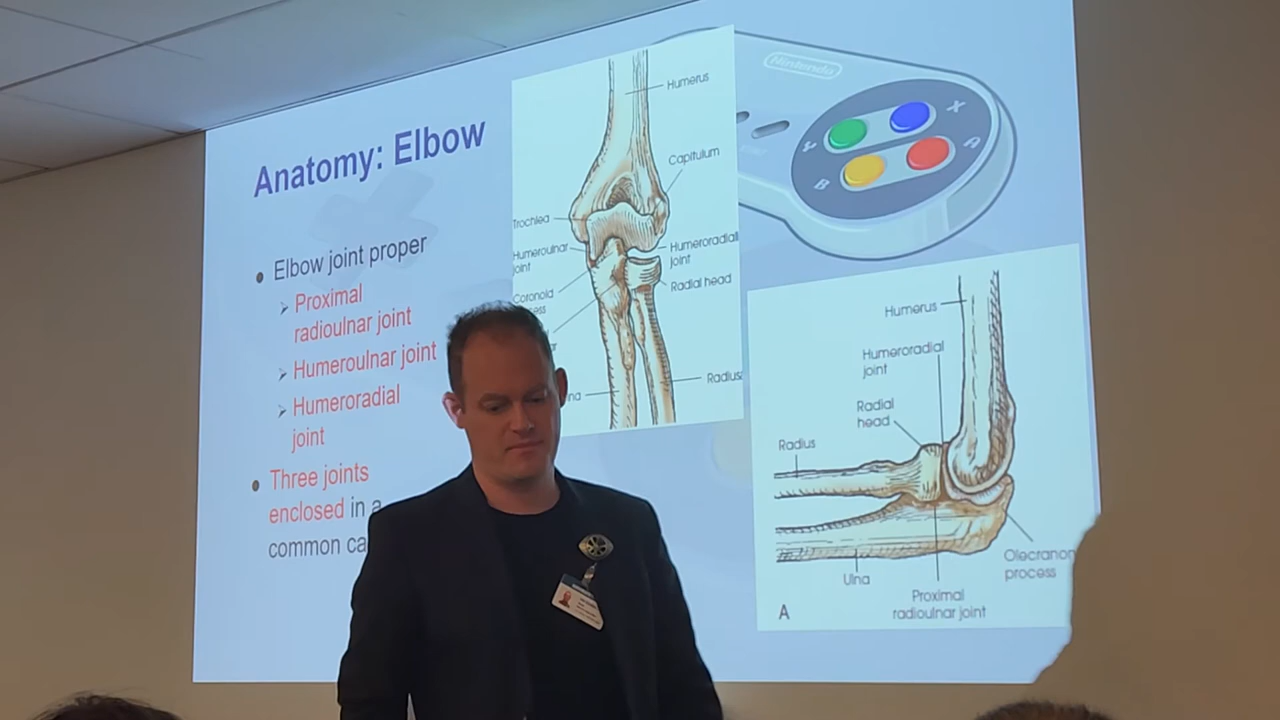 Anatomy: Elbow
Elbow joint proper
Proximal
radioulnar joint
Humeroulnar joint
Humeroradial
joint
Three joints
enclosed in a
common
Humerus
Capitulum
Trochlea
Humeroulnar
joint
Humeroradial
joint
Coronoid
Radial head
Radius
Nintendo
X
Y
A
B
Humerus
Humeroradial
joint
Radial
head
Radius
Ulna
Olecranon
process
Proximal
radioulnar joint
A